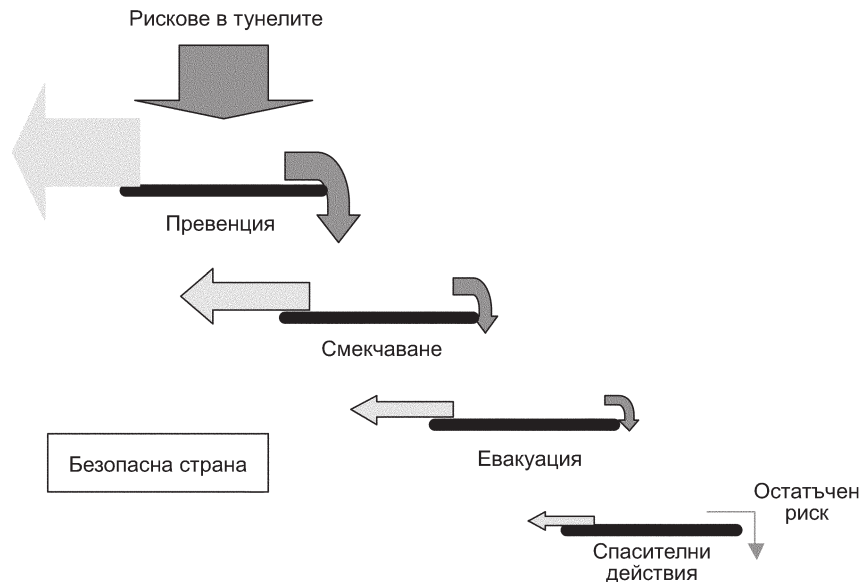 Рискове в тунелите
Превенция
Смекчаване
Евакуация
Безопасна страна
Остатъчен
риск
Спасителни
действия